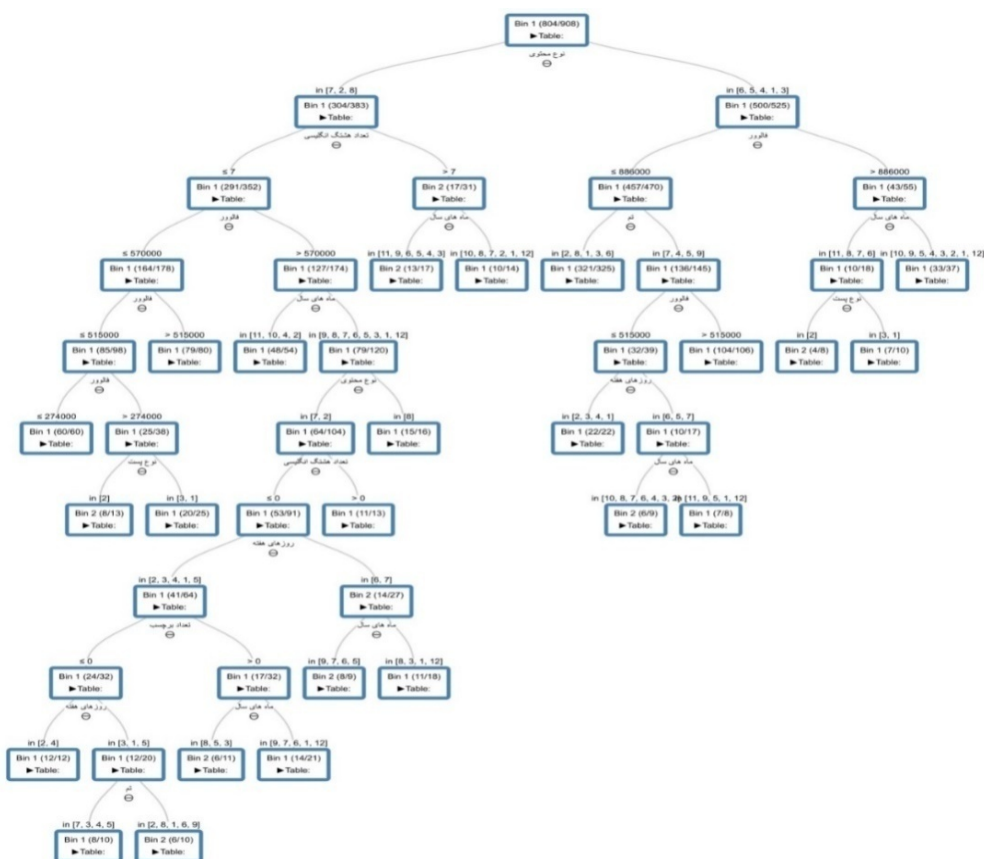 Bin 1 (804/908)
▶Table:
نوع محتوی
in [7, 2, 8]
in [6, 5, 4, 1, 3]
Bin 1 (304/383)
▶Table:
Bin 1 (500/525)
▶Table:
تعداد هشتگ انگلیسی
فالوور
≤ 7
> 7
≤ 886000
> 886000
Bin 1 (291/352)
▶Table:
Bin 2 (17/31)
▶Table:
Bin 1 (457/470)
▶Table:
Bin 1 (43/55)
▶Table:
فالوور
ماه های سال
تم
ماه های سال
≤ 570000
> 570000
in [11, 9, 6, 5, 4, 3]
in [10, 8, 7, 2, 1, 12]
in [2, 8, 1, 3, 6]
in [7, 4, 5, 9]
in [11, 8, 7, 6]
in [10, 9, 5, 4, 3, 2, 1, 12]
Bin 1 (164/178)
▶Table:
Bin 1 (127/174)
▶Table:
Bin 2 (13/17)
▶Table:
Bin 1 (10/14)
▶Table:
Bin 1 (321/325)
▶Table:
Bin 1 (136/145)
▶Table:
Bin 1 (10/18)
▶Table:
Bin 1 (33/37)
▶Table:
فالوور
ماه های سال
فالوور
نوع پست
≤ 515000
> 515000
in [11, 10, 4, 2]
in [9, 8, 7, 6, 5, 3, 1, 12]
≤ 515000
> 515000
in [2]
in [3, 1]
Bin 1 (85/98)
▶Table:
Bin 1 (79/80)
▶Table:
Bin 1 (48/54)
▶Table:
Bin 1 (79/120)
▶Table:
Bin 1 (32/39)
▶Table:
Bin 1 (104/106)
▶Table:
Bin 2 (4/8)
▶Table:
Bin 1 (7/10)
▶Table:
فالوور
نوع محتوی
روزهای هفته
≤ 274000
> 274000
in [7, 2]
in [8]
in [2, 3, 4, 1]
in [6, 5, 7]
Bin 1 (60/60)
▶Table:
Bin 1 (25/38)
▶Table:
Bin 1 (64/104)
▶Table:
Bin 1 (15/16)
▶Table:
Bin 1 (22/22)
▶Table:
Bin 1 (10/17)
▶Table:
نوع پست
تعداد هشتگ انگلیسی
ماه های سال
in [2]
in [3, 1]
≤ 0
> 0
in [10, 8, 7, 6, 4, 3, 2]
in [11, 9, 5, 1, 12]
Bin 2 (8/13)
▶Table:
Bin 1 (20/25)
▶Table:
Bin 1 (53/91)
▶Table:
Bin 1 (11/13)
▶Table:
Bin 2 (6/9)
▶Table:
Bin 1 (7/8)
▶Table:
روزهای هفته
in [2, 3, 4, 1, 5]
in [6, 7]
Bin 1 (41/64)
▶Table:
Bin 2 (14/27)
▶Table:
تعداد برچسب
ماه های سال
≤ 0
> 0
in [9, 7, 6, 5]
in [8, 3, 1, 12]
Bin 1 (24/32)
▶Table:
Bin 1 (17/32)
▶Table:
Bin 2 (8/9)
▶Table:
Bin 1 (11/18)
▶Table:
روزهای هفته
ماه های سال
in [2, 4]
in [3, 1, 5]
in [8, 5, 3]
in [9, 7, 6, 1, 12]
Bin 1 (12/12)
▶Table:
Bin 1 (12/20)
▶Table:
Bin 2 (6/11)
▶Table:
Bin 1 (14/21)
▶Table:
تم
in [7, 3, 4, 5]
in [2, 8, 1, 6, 9]
Bin 1 (8/10)
▶Table:
Bin 2 (6/10)
▶Table: